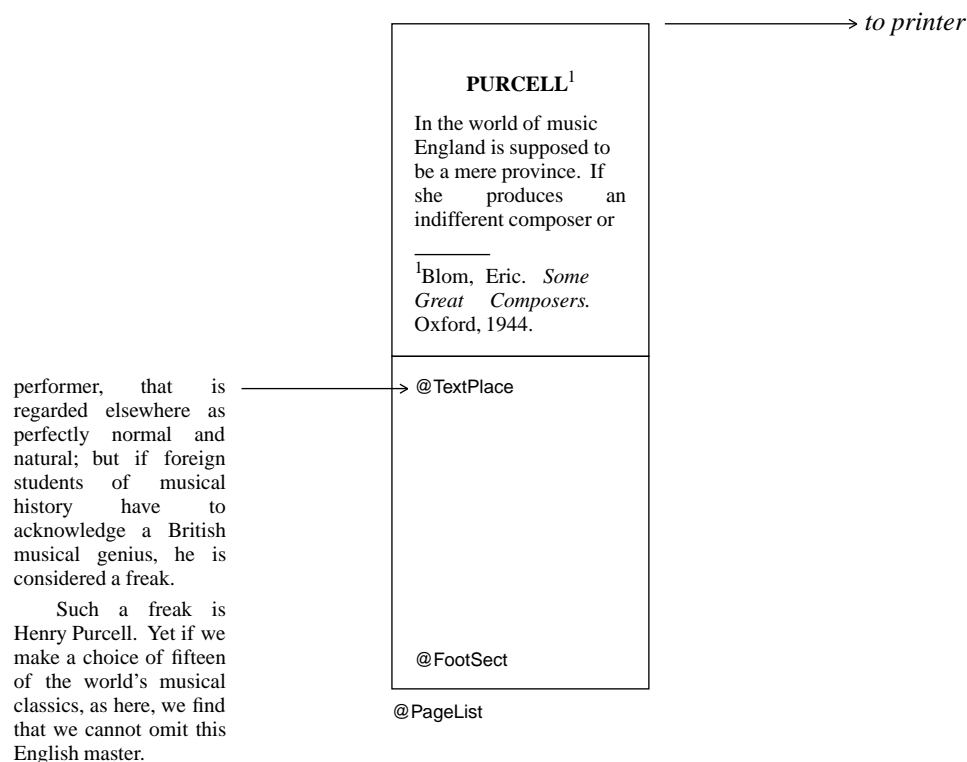 to printer
PURCELL1
In the world of music
England is supposed to
be a mere province. If
she produces an
indifferent composer or
1Blom, Eric. Some
Great Composers.
Oxford, 1944.
performer, that is
regarded elsewhere as
perfectly normal and
natural; but if foreign
students of musical
history have to
acknowledge a British
musical genius, he is
considered a freak.
Such a freak is
Henry Purcell. Yet if we
make a choice of fifteen
of the world's musical
classics, as here, we find
that we cannot omit this
English master.
@TextPlace
@FootSect
@PageList